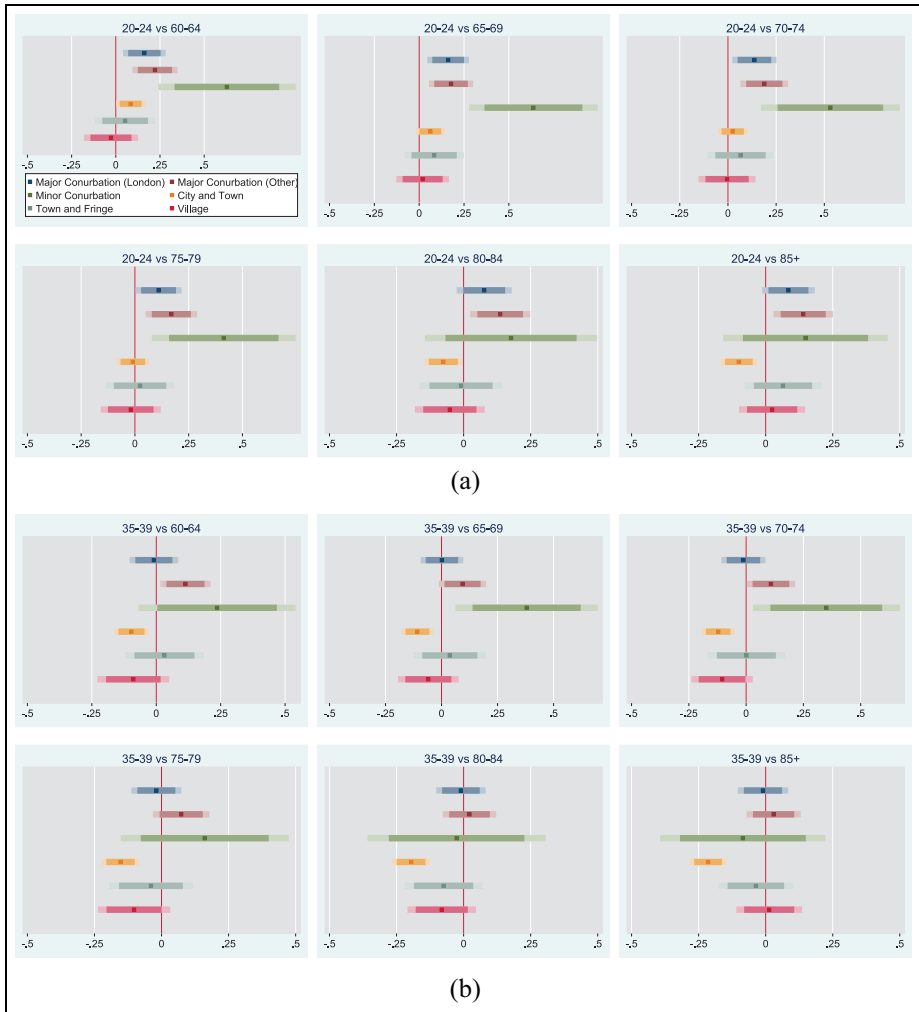 20-24 vs 60-64
20-24 vs 65-69
20-24 vs 70-74
-.5 -.25 0 .25 .5
-.5 -.25 0 .25 .5
-.5 -.25 0 .25 .5
Major Conurbation (London) Major Conurbation (Other)
Minor Conurbation City and Town
Town and Fringe Village
20-24 vs 75-79
20-24 vs 80-84
20-24 vs 85+
-.5 -.25 0 .25 .5
-.5 -.25 0 .25 .5
-.5 -.25 0 .25 .5
(a)
35-39 vs 60-64
35-39 vs 65-69
35-39 vs 70-74
-.5 -.25 0 .25 .5
-.5 -.25 0 .25 .5
-.5 -.25 0 .25 .5
35-39 vs 75-79
35-39 vs 80-84
35-39 vs 85+
-.5 -.25 0 .25 .5
-.5 -.25 0 .25 .5
-.5 -.25 0 .25 .5
(b)